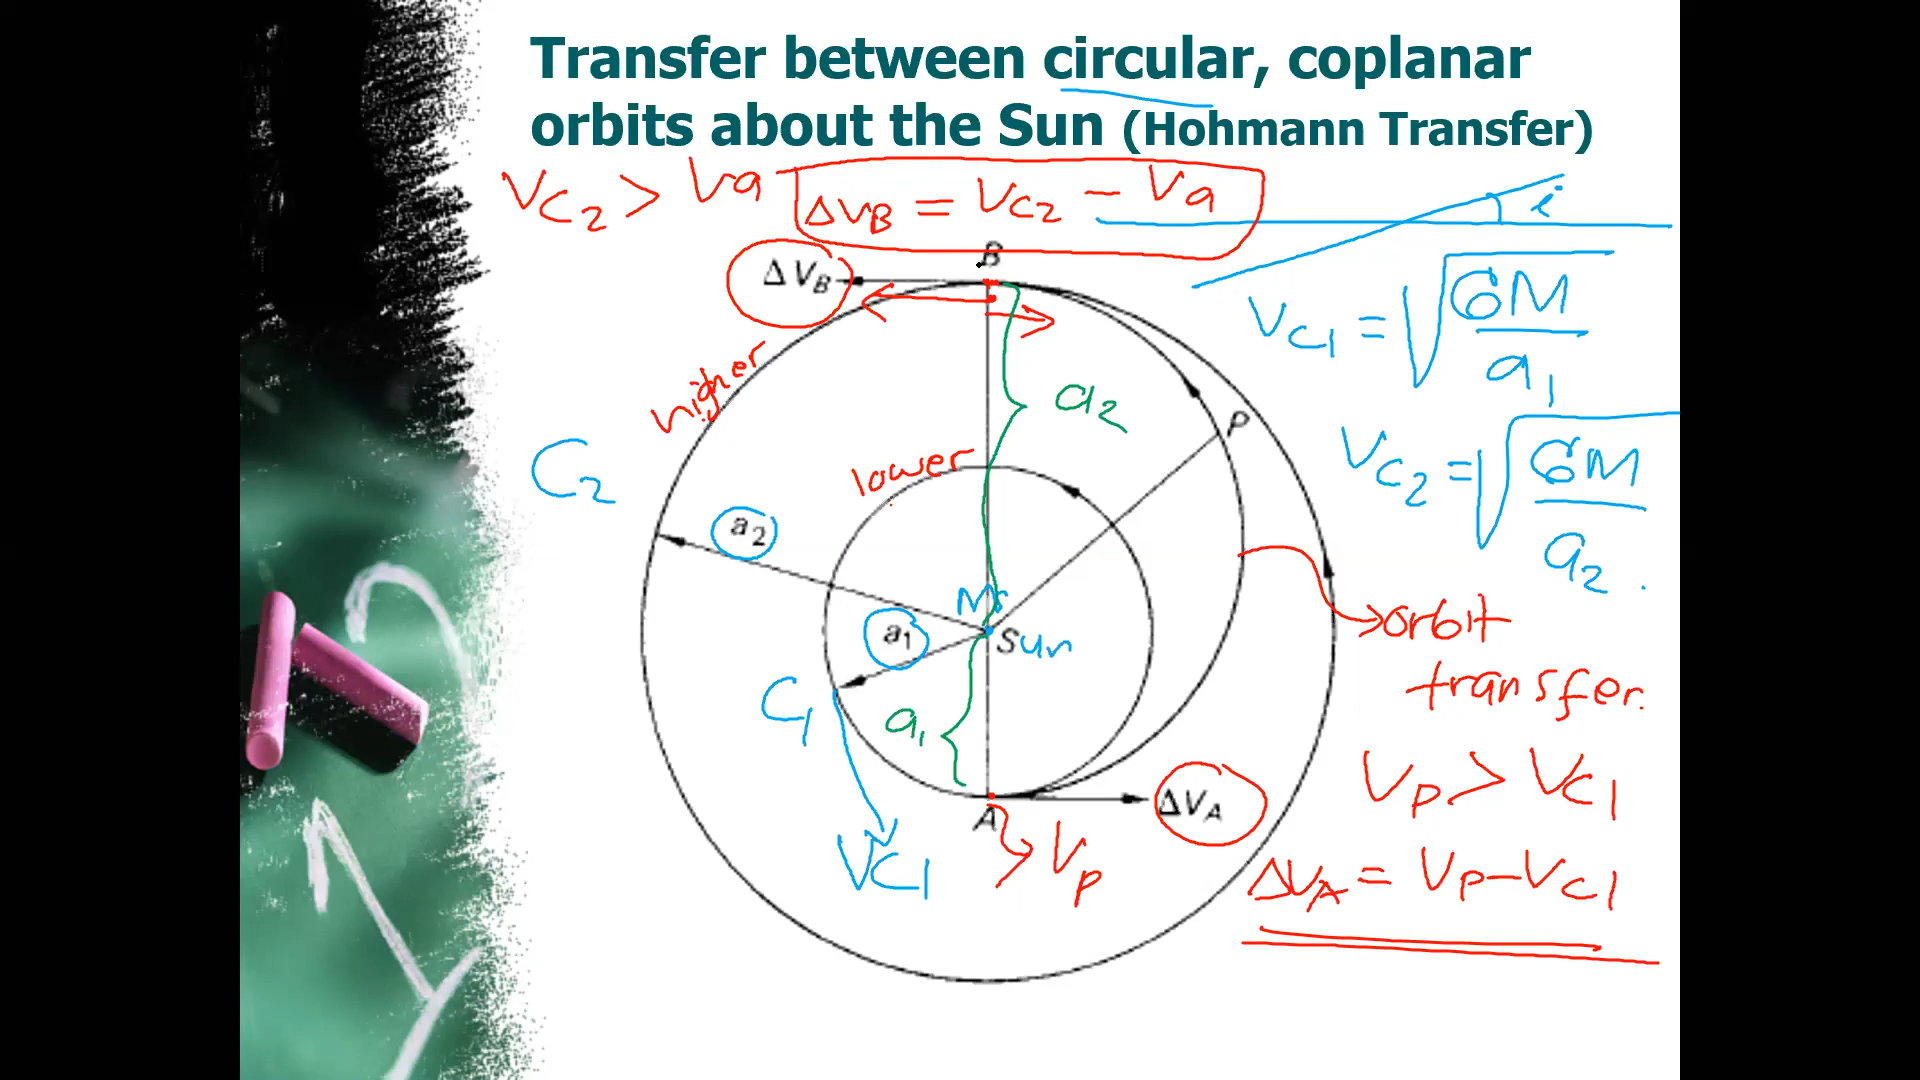 Transfer between circular, coplanar
orbits about the Sun (Hohmann Transfer)
VC2 > Va
ΔVB = VC2 - Va
i
B
ΔVB
VC1 = √GM/a1
higher
a2
P
VC2 = √GM/a2
C2
lower
a2
Ms
Sun
a1
orbit
transfer.
C1
a1
VP > VC1
ΔVA
A
VC1
VP
ΔVA = VP-VC1